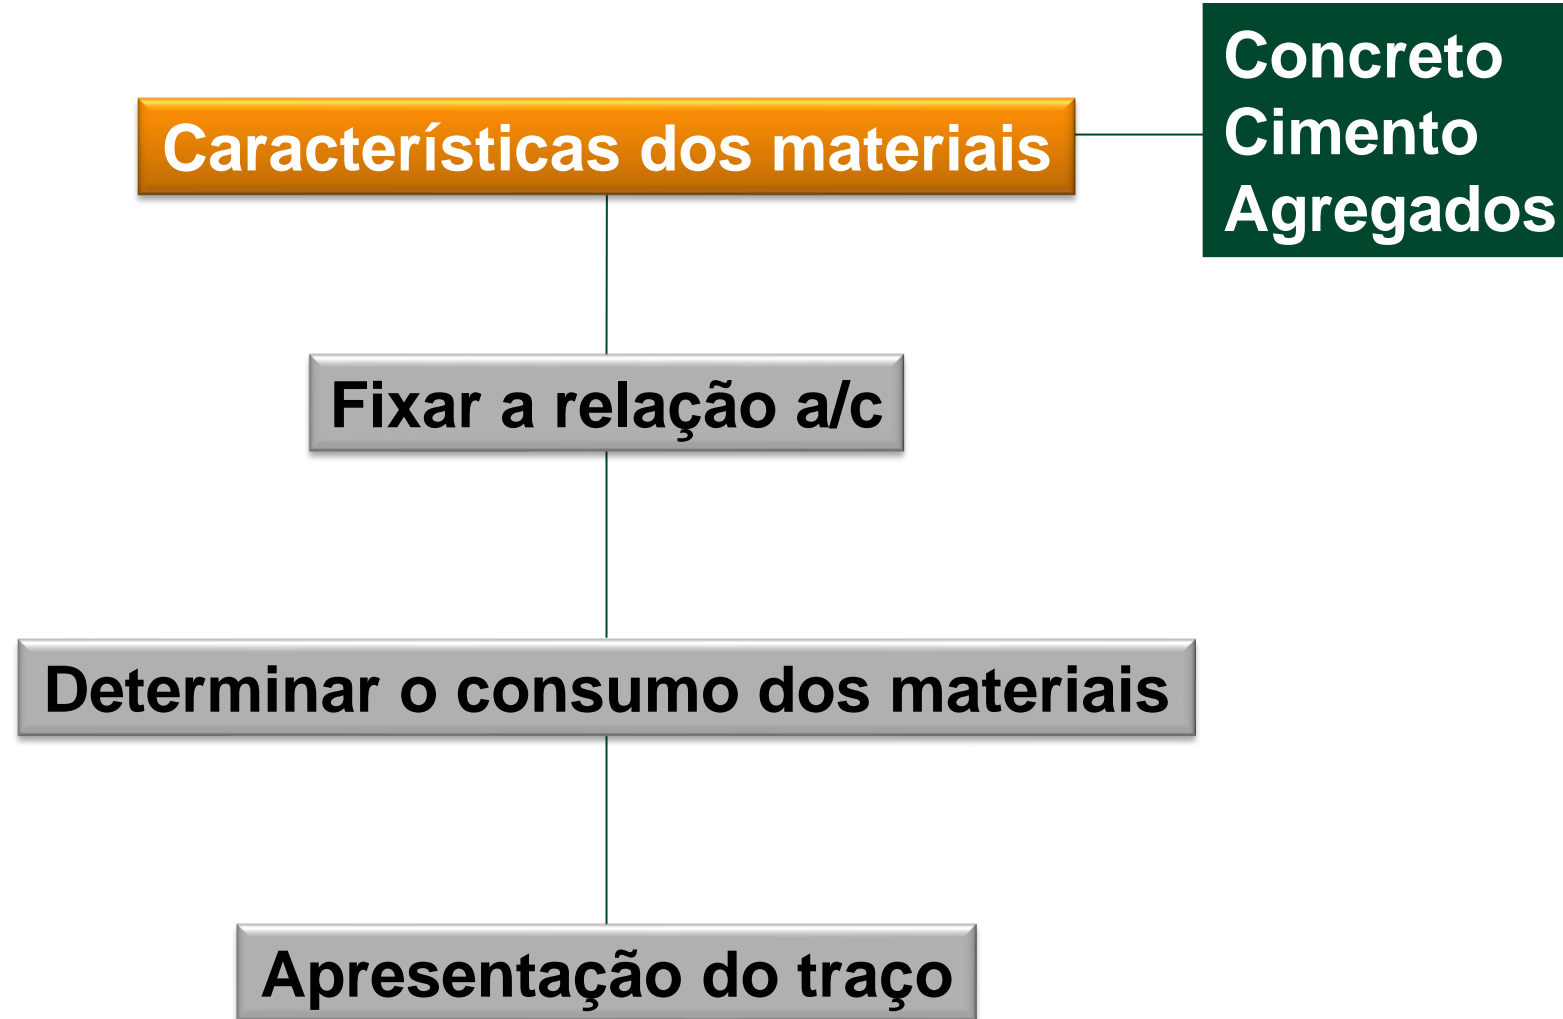 Concreto
Cimento
Agregados
Características dos materiais
Fixar a relação a/c
Determinar o consumo dos materiais
Apresentação do traço